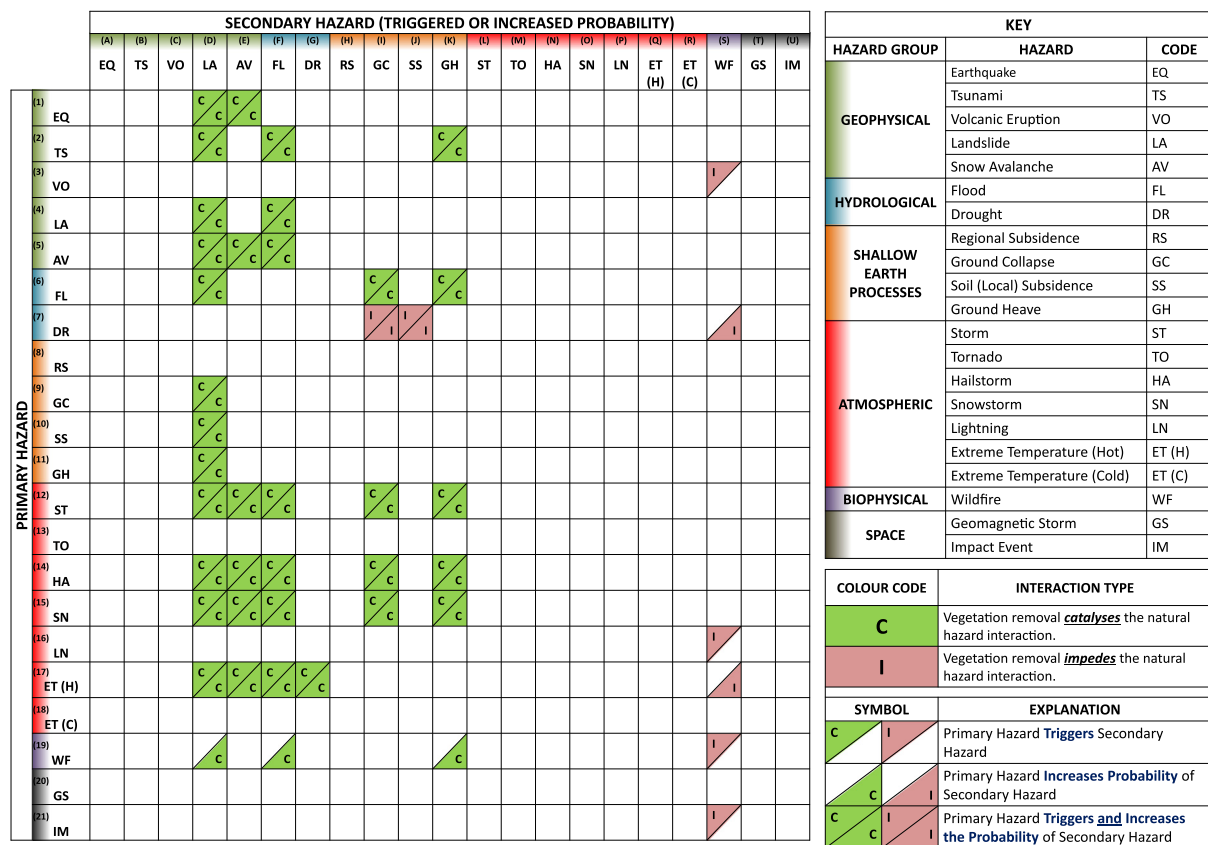 SECONDARY HAZARD (TRIGGERED OR INCREASED PROBABILITY)
(A) (B) (C) (D) (E) (F) (G) (H) (I) (J) (K) (L) (M) (N) (O) (P) (Q) (R) (S) (T) (U)
EQ TS VO LA AV FL DR RS GC SS GH ST TO HA SN LN ET (H) ET (C) WF GS IM
PRIMARY HAZARD
(1) EQ C C C C
(2) TS C C C C C C
(3) VO I
(4) LA C C C C
(5) AV C C C C C C
(6) FL C C C C C C
(7) DR I I I I I
(8) RS
(9) GC C C
(10) SS C C
(11) GH C C
(12) ST C C C C C C C C C C
(13) TO
(14) HA C C C C C C C C C C
(15) SN C C C C C C C C C C
(16) LN I
(17) ET (H) C C C C C C C C I
(18) ET (C)
(19) WF C C C I
(20) GS
(21) IM I
KEY
HAZARD GROUP HAZARD CODE
GEOPHYSICAL
Earthquake EQ
Tsunami TS
Volcanic Eruption VO
Landslide LA
Snow Avalanche AV
HYDROLOGICAL
Flood FL
Drought DR
SHALLOW
EARTH
PROCESSES
Regional Subsidence RS
Ground Collapse GC
Soil (Local) Subsidence SS
Ground Heave GH
ATMOSPHERIC
Storm ST
Tornado TO
Hailstorm HA
Snowstorm SN
Lightning LN
Extreme Temperature (Hot) ET (H)
Extreme Temperature (Cold) ET (C)
BIOPHYSICAL Wildfire WF
SPACE
Geomagnetic Storm GS
Impact Event IM
COLOUR CODE INTERACTION TYPE
C Vegetation removal catalyses the natural
hazard interaction.
I Vegetation removal impedes the natural
hazard interaction.
SYMBOL EXPLANATION
C I Primary Hazard Triggers Secondary
Hazard
C I Primary Hazard Increases Probability of
Secondary Hazard
C C I I Primary Hazard Triggers and Increases
the Probability of Secondary Hazard